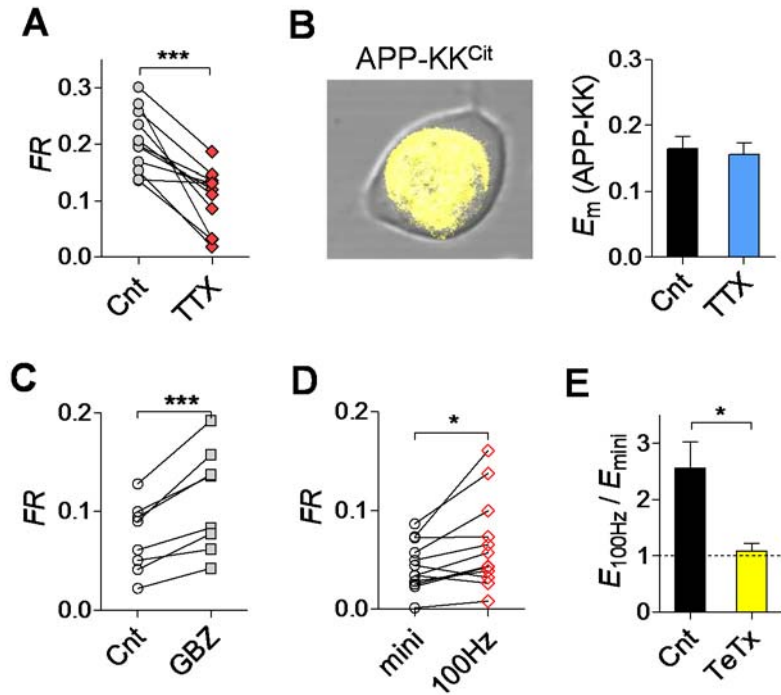 A
***
FR
0.3
0.2
0.1
0.0
Cnt
TTX
B
APP-KK^Cit
E_m (APP-KK)
0.3
0.2
0.1
0.0
Cnt
TTX
C
***
FR
0.2
0.1
0.0
Cnt
GBZ
D
*
FR
0.2
0.1
0.0
mini
100Hz
E
*
E_100Hz / E_mini
3
2
1
0
Cnt
TeTx